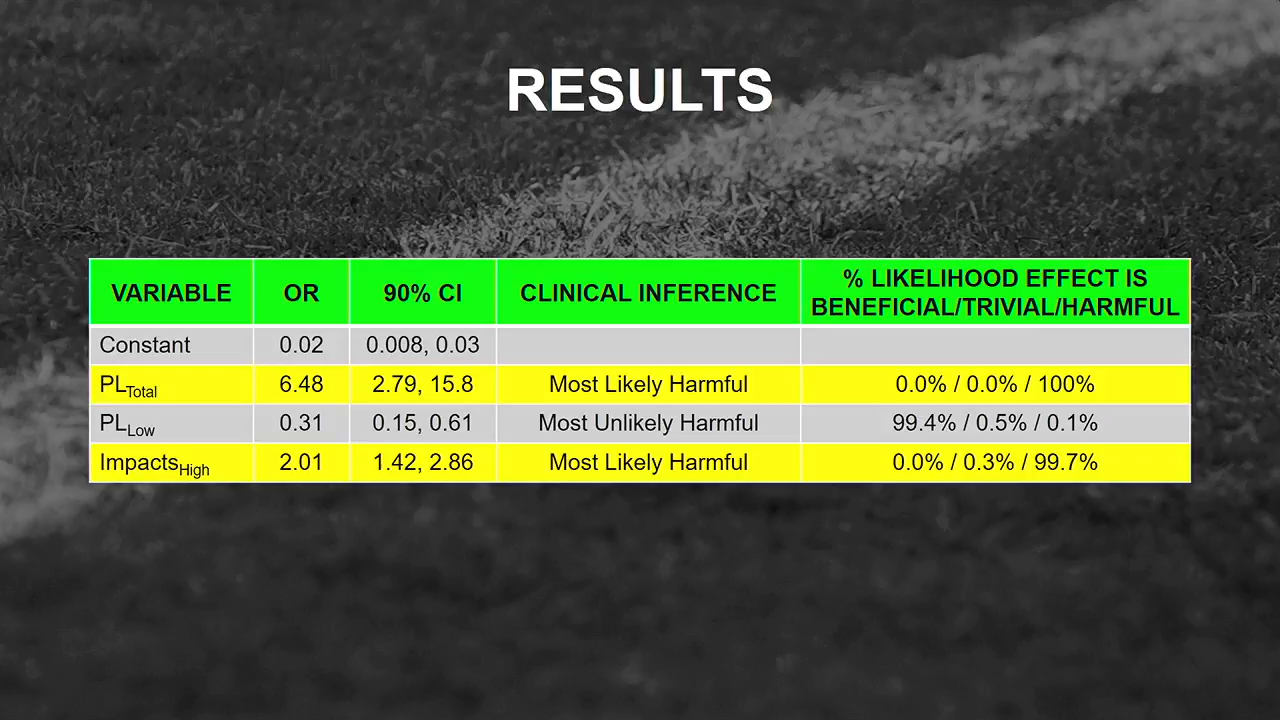 RESULTS
VARIABLE OR 90% CI CLINICAL INFERENCE % LIKELIHOOD EFFECT IS
BENEFICIAL/TRIVIAL/HARMFUL
Constant 0.02 0.008, 0.03
PLTotal 6.48 2.79, 15.8 Most Likely Harmful 0.0% / 0.0% / 100%
PLLow 0.31 0.15, 0.61 Most Unlikely Harmful 99.4% / 0.5% / 0.1%
ImpactsHigh 2.01 1.42, 2.86 Most Likely Harmful 0.0% / 0.3% / 99.7%